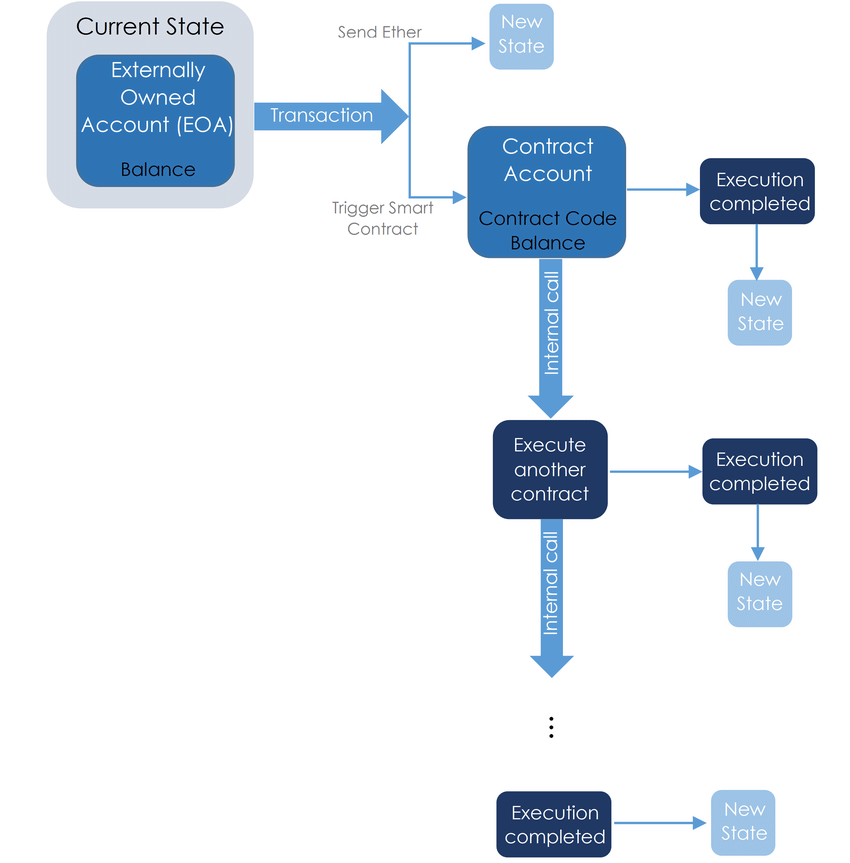 Current State
Externally
Owned
Account (EOA)
Balance
Transaction
Send Ether
New
State
Trigger Smart
Contract
Contract
Account
Contract Code
Balance
Execution
completed
New
State
Internal call
Execute
another
contract
Execution
completed
New
State
Internal call
⋮
Execution
completed
New
State